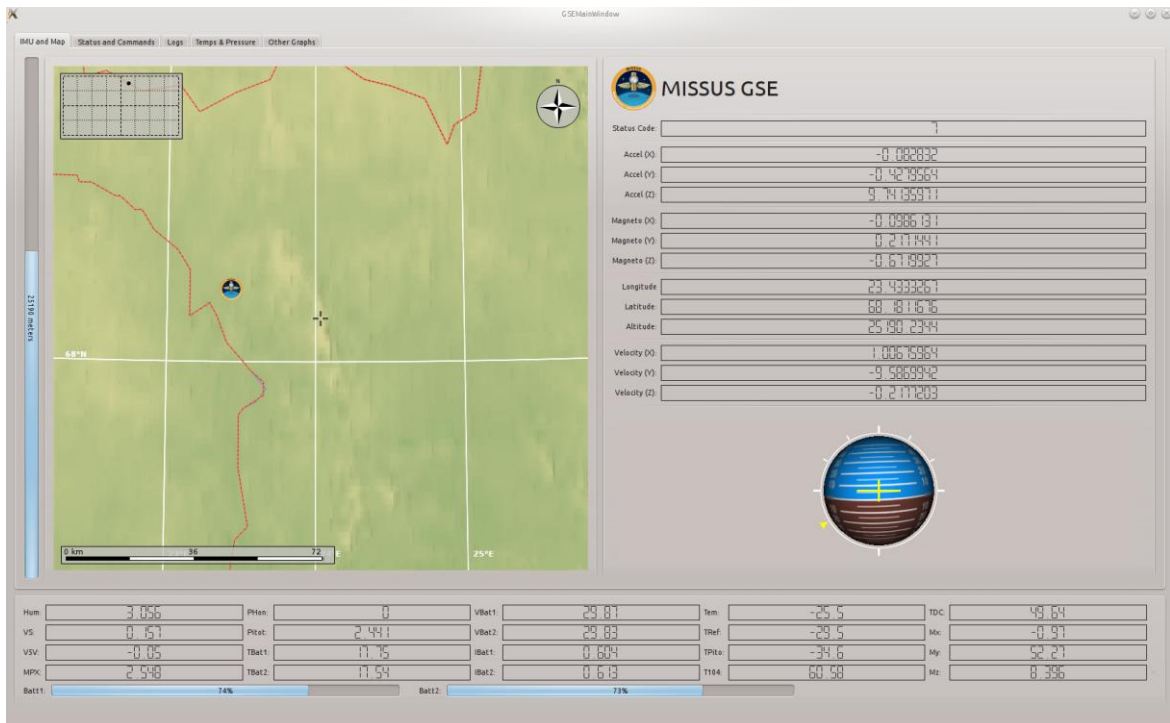 GSEMainWindow
IMU and Map Status and Commands Logs Temps & Pressure Other Graphs
25190 meters
N
68°N
0 km 36 72
25°E
MISSUS GSE
Status Code: 7
Accel (X): -0.082832
Accel (Y): -0.4279564
Accel (Z): 9.74135971
Magneto (X): -0.0986131
Magneto (Y): 0.2171441
Magneto (Z): -0.6719927
Longitude 23.4333267
Latitude: 68.1811676
Altitude: 25190.2344
Velocity (X): 1.00675964
Velocity (Y): -9.5869942
Velocity (Z): -0.2177203
Hum: 3.056 PHon: 0 VBat1: 29.87 Tem: -25.5 TDC: 49.64
VS: 0.157 Pitot: 2.441 VBat2: 29.83 TRef: -29.5 Mx: -0.97
V5V: -0.05 TBat1: 17.75 IBat1: 0.604 TPito: -34.6 My: 52.27
MPX: 2.548 TBat2: 17.54 IBat2: 0.613 T104: 60.58 Mz: 8.396
Batt1: 74% Batt2: 73%